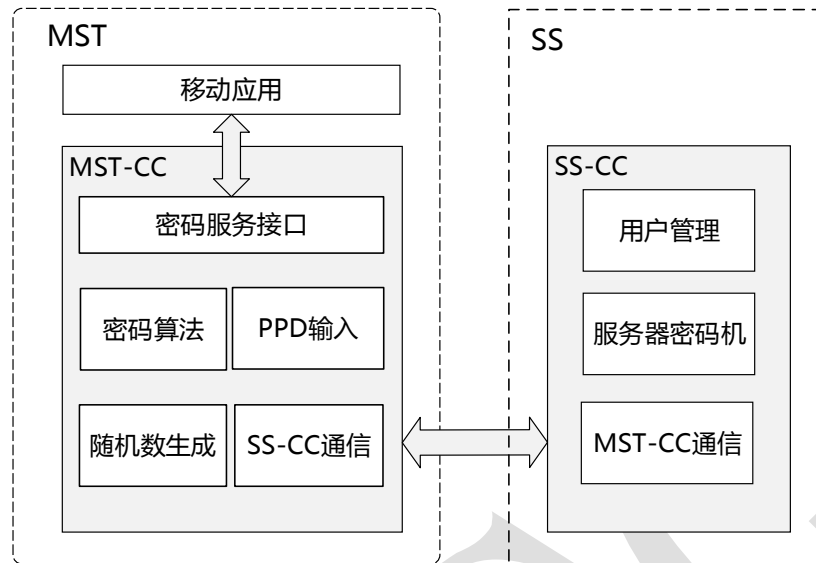 MST
移动应用
MST-CC
密码服务接口
密码算法
PPD输入
随机数生成
SS-CC通信
SS
SS-CC
用户管理
服务器密码机
MST-CC通信